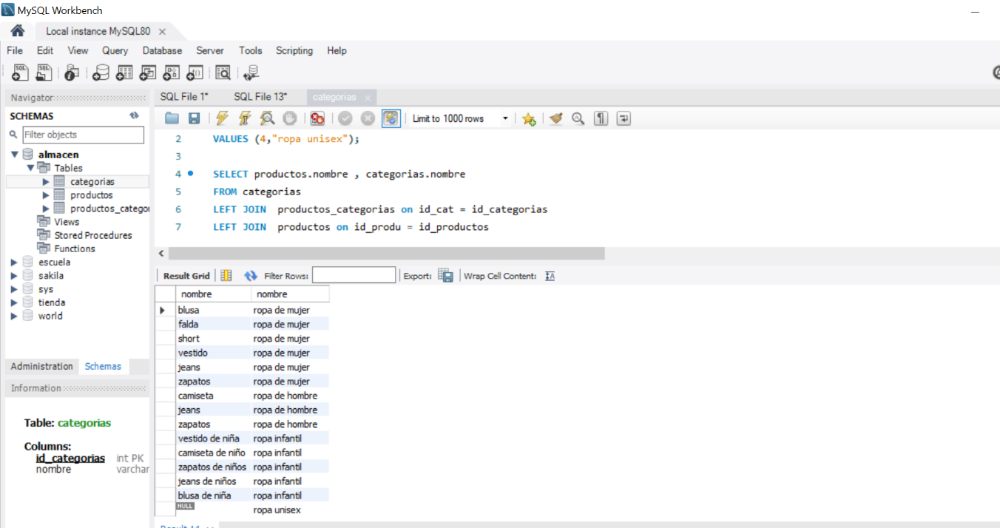 MySQL Workbench
Local instance MySQL80
File Edit View Query Database Server Tools Scripting Help
Navigator
SCHEMAS
Filter objects
almacen
Tables
categorias
productos
productos_catego
Views
Stored Procedures
Functions
escuela
sakila
sys
tienda
world
Administration Schemas
Information
Table: categorias
Columns:
id_categorias int PK
nombre varchar
SQL File 1* SQL File 13* categorias
Limit to 1000 rows
2 VALUES (4,"ropa unisex");
3
4 SELECT productos.nombre , categorias.nombre
5 FROM categorias
6 LEFT JOIN productos_categorias on id_cat = id_categorias
7 LEFT JOIN productos on id_produ = id_productos
Result Grid Filter Rows: Export: Wrap Cell Content:
nombre nombre
blusa ropa de mujer
falda ropa de mujer
short ropa de mujer
vestido ropa de mujer
jeans ropa de mujer
zapatos ropa de mujer
camiseta ropa de hombre
jeans ropa de hombre
zapatos ropa de hombre
vestido de niña ropa infantil
camiseta de niño ropa infantil
zapatos de niños ropa infantil
jeans de niños ropa infantil
blusa de niña ropa infantil
NULL ropa unisex